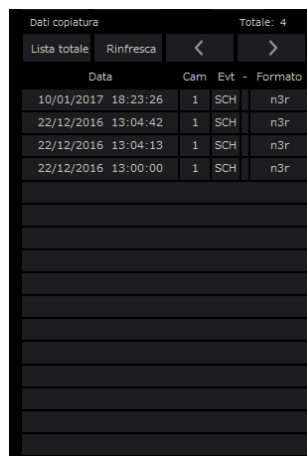 Dati copiatura Totale: 4
Lista totale Rinfresca < >
Data Cam Evt - Formato
10/01/2017 18:23:26 1 SCH n3r
22/12/2016 13:04:42 1 SCH n3r
22/12/2016 13:04:13 1 SCH n3r
22/12/2016 13:00:00 1 SCH n3r